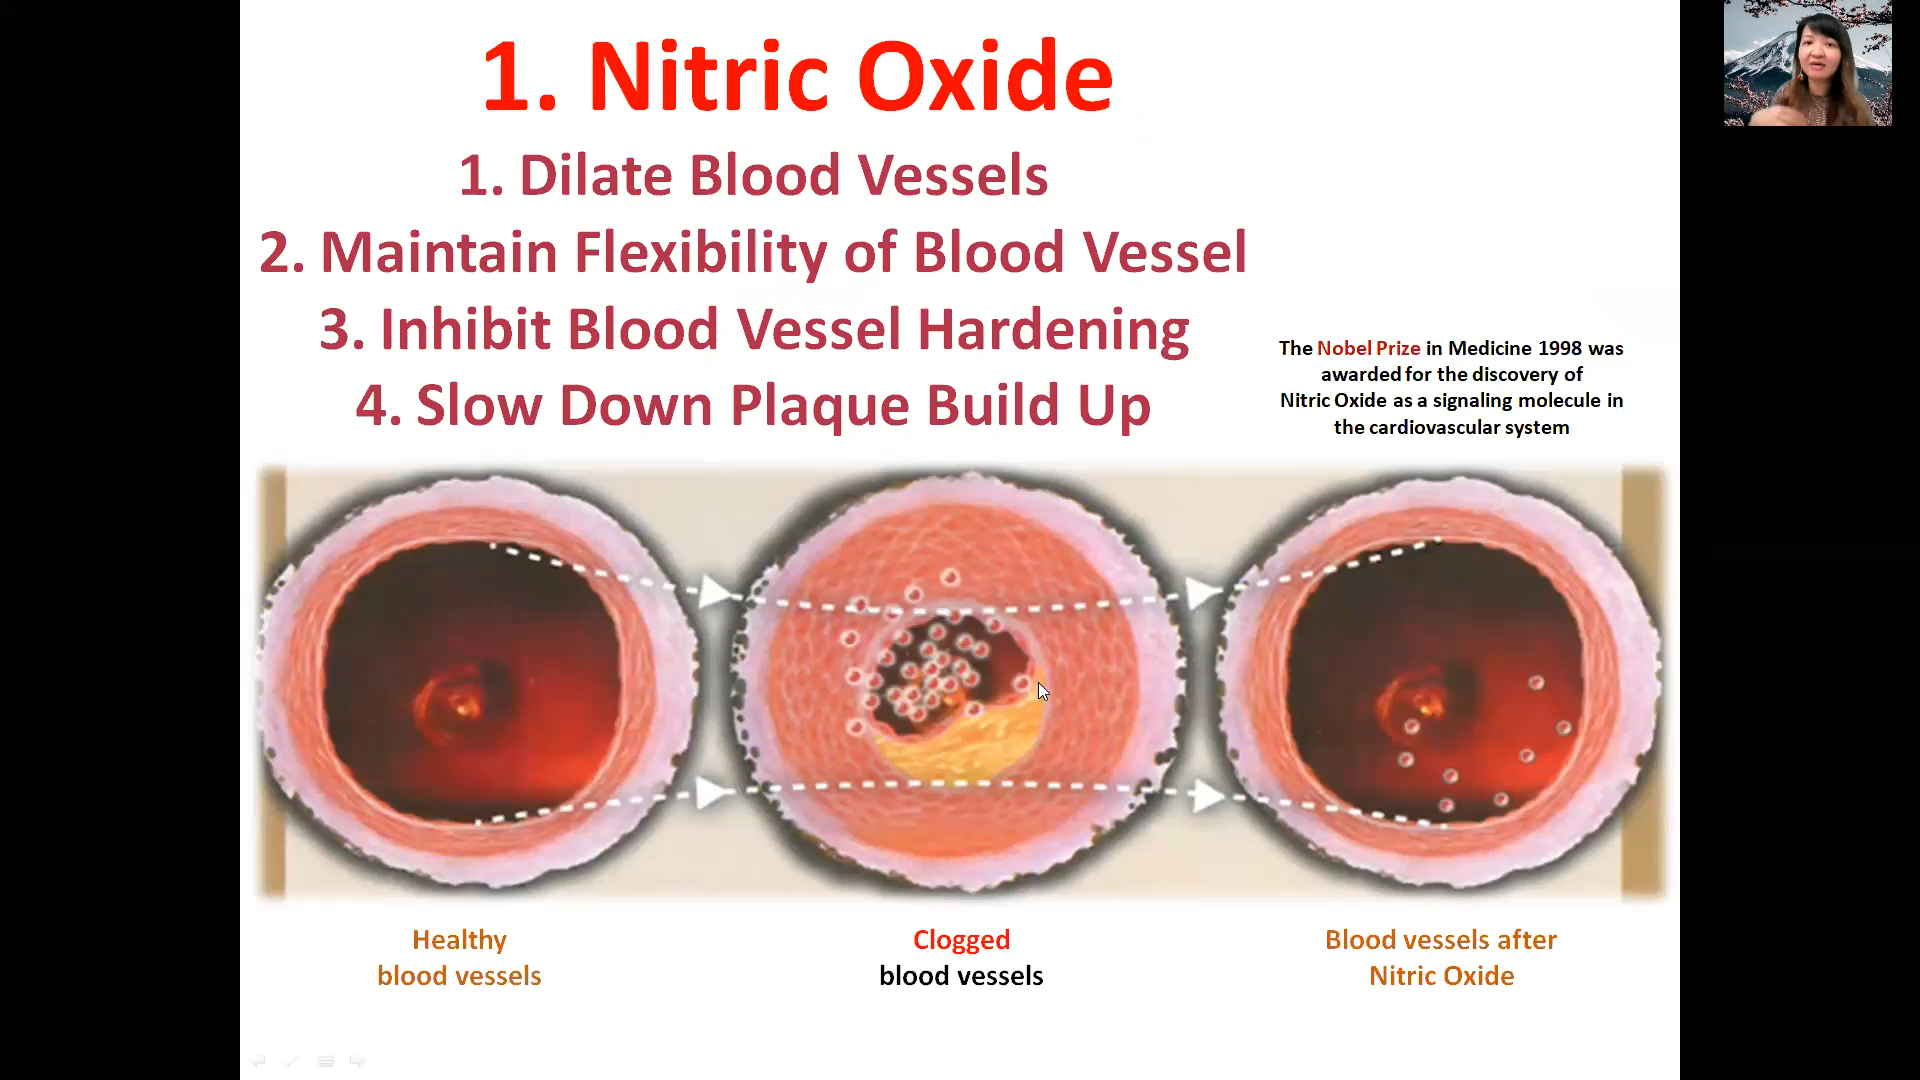 1. Nitric Oxide
1. Dilate Blood Vessels
2. Maintain Flexibility of Blood Vessel
3. Inhibit Blood Vessel Hardening
4. Slow Down Plaque Build Up
The Nobel Prize in Medicine 1998 was
awarded for the discovery of
Nitric Oxide as a signaling molecule in
the cardiovascular system
Healthy
blood vessels
Clogged
blood vessels
Blood vessels after
Nitric Oxide